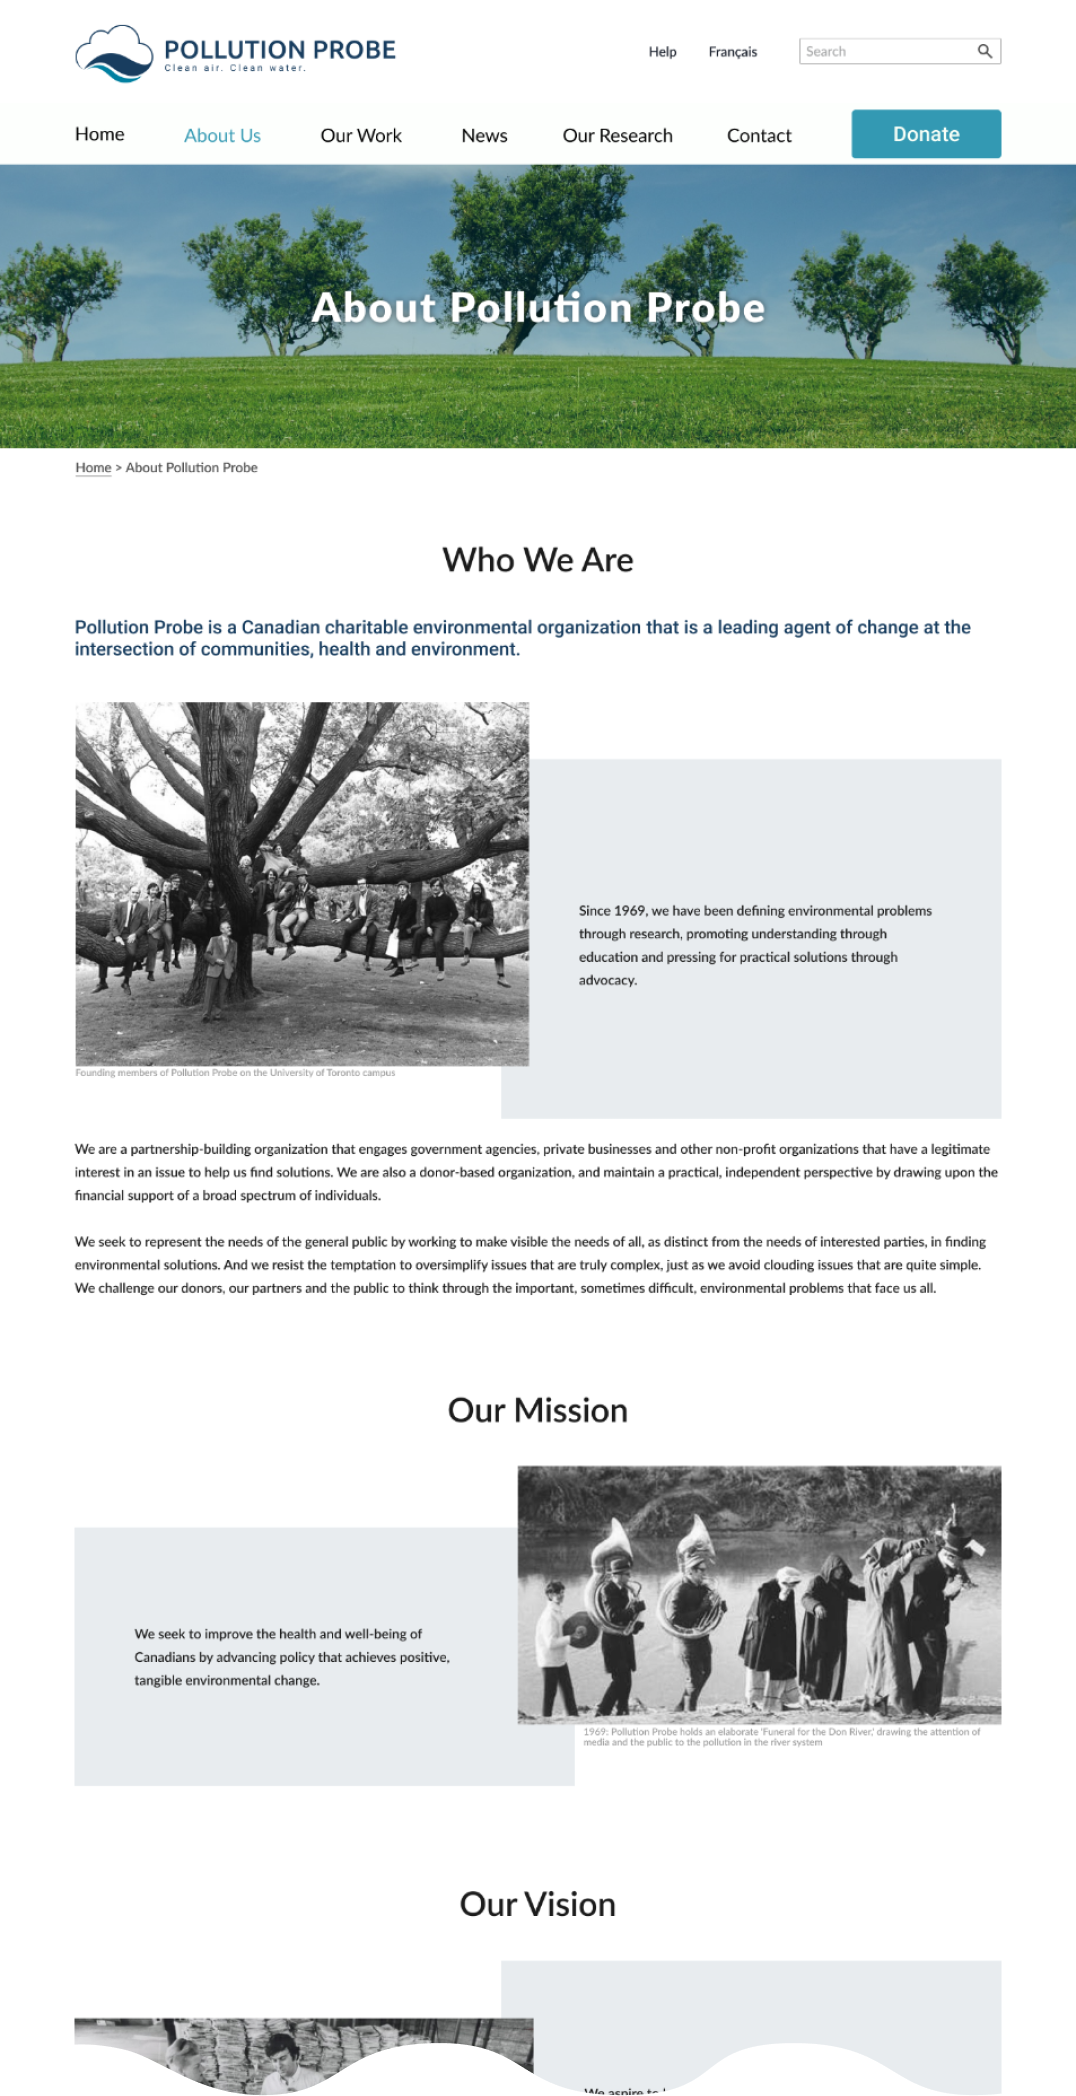 POLLUTION PROBE
Clean air. Clean water.
Help
Français
Search
Home
About Us
Our Work
News
Our Research
Contact
Donate
About Pollution Probe
Home > About Pollution Probe
Who We Are
Pollution Probe is a Canadian charitable environmental organization that is a leading agent of change at the
intersection of communities, health and environment.
Since 1969, we have been defining environmental problems
through research, promoting understanding through
education and pressing for practical solutions through
advocacy.
Founding members of Pollution Probe on the University of Toronto campus
We are a partnership-building organization that engages government agencies, private businesses and other non-profit organizations that have a legitimate
interest in an issue to help us find solutions. We are also a donor-based organization, and maintain a practical, independent perspective by drawing upon the
financial support of a broad spectrum of individuals.
We seek to represent the needs of the general public by working to make visible the needs of all, as distinct from the needs of interested parties, in finding
environmental solutions. And we resist the temptation to oversimplify issues that are truly complex, just as we avoid clouding issues that are quite simple.
We challenge our donors, our partners and the public to think through the important, sometimes difficult, environmental problems that face us all.
Our Mission
We seek to improve the health and well-being of
Canadians by advancing policy that achieves positive,
tangible environmental change.
1969: Pollution Probe holds an elaborate 'Funeral for the Don River,' drawing the attention of
media and the public to the pollution in the river system
Our Vision
We aspire